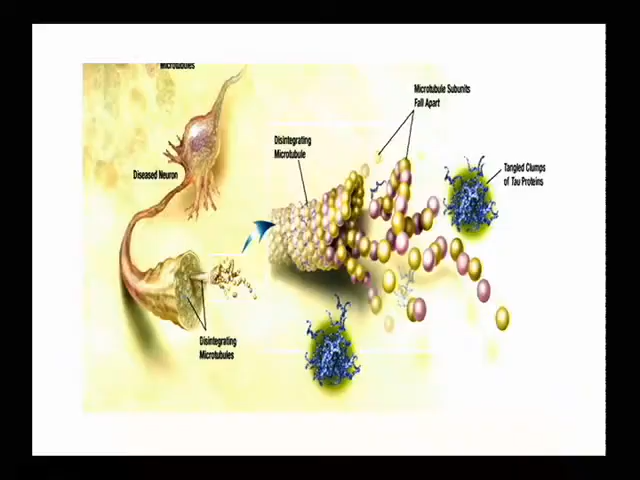 Microtubules
Microtubule Subunits
Fall Apart
Disintegrating
Microtubule
Tangled Clumps
of Tau Proteins
Diseased Neuron
Disintegrating
Microtubules